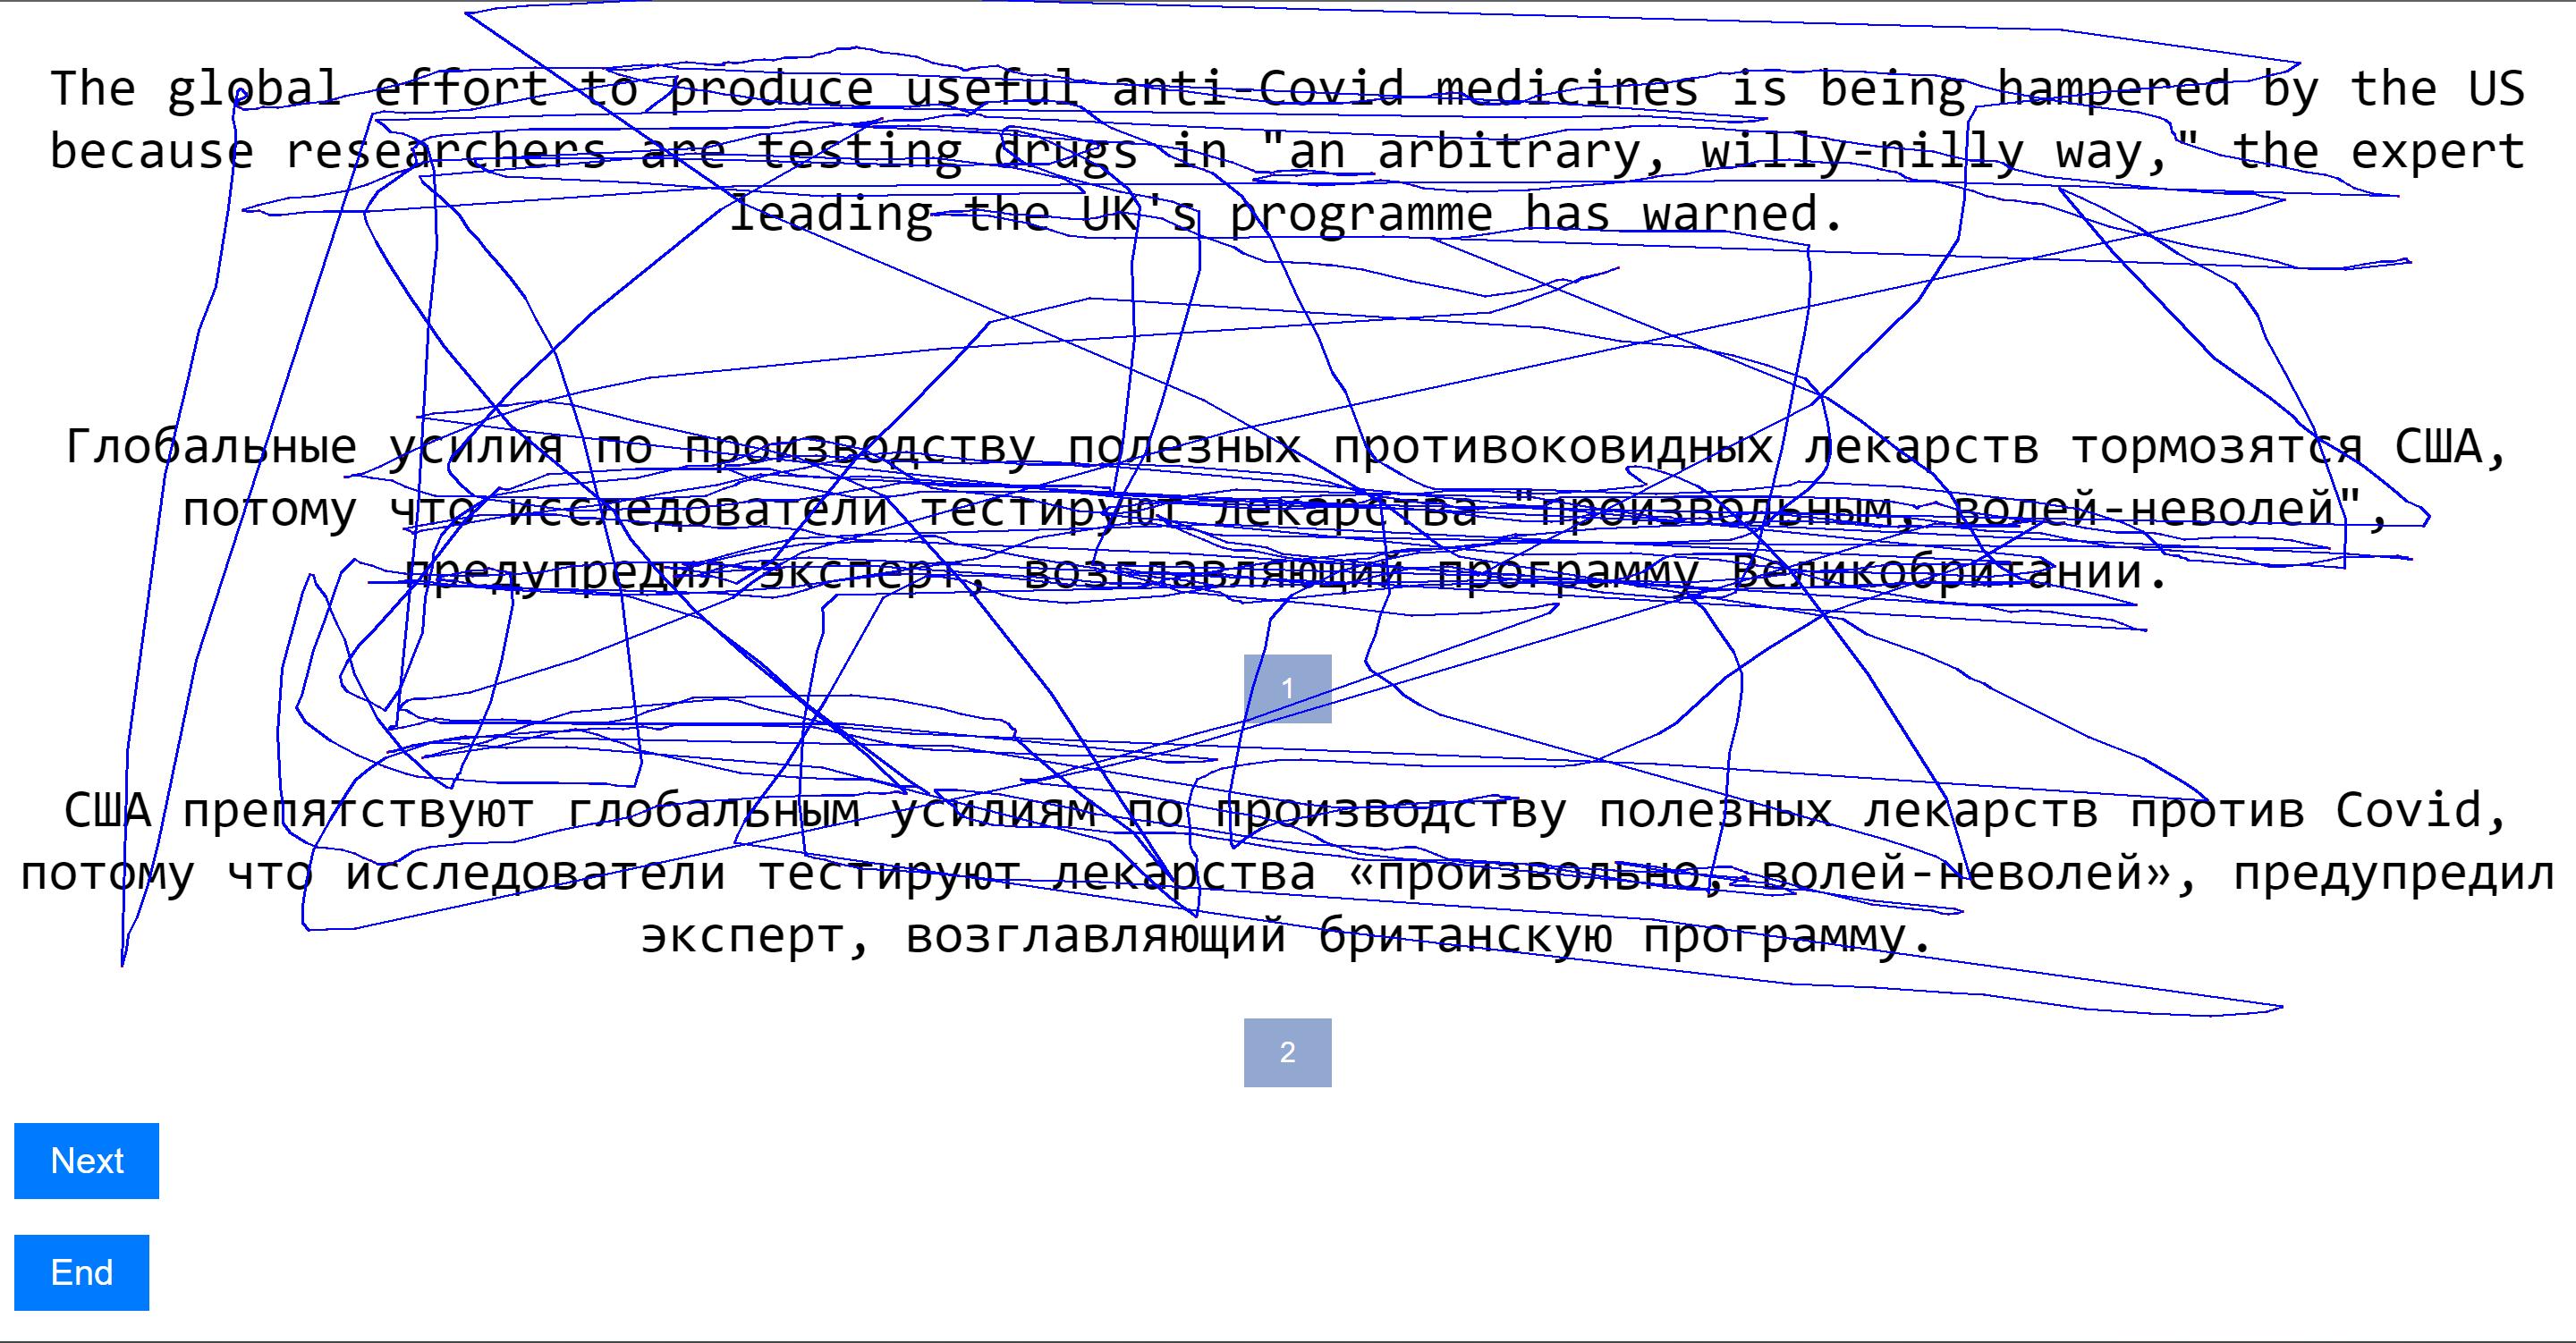 The global effort to produce useful anti-Covid medicines is being hampered by the US
because researchers are testing drugs in "an arbitrary, willy-nilly way," the expert
leading the UK's programme has warned.
Глобальные усилия по производству полезных противоковидных лекарств тормозятся США,
потому что исследователи тестируют лекарства "произвольным, волей-неволей",
предупредил эксперт, возглавляющий программу Великобритании.
1
США препятствуют глобальным усилиям по производству полезных лекарств против Covid,
потому что исследователи тестируют лекарства «произвольно, волей-неволей», предупредил
эксперт, возглавляющий британскую программу.
2
Next
End